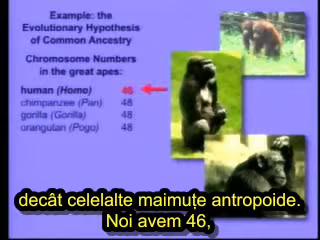 Example: the
Evolutionary Hypothesis
of Common Ancestry
Chromosome Numbers
in the great apes:
human (Homo) 46
chimpanzee (Pan) 48
gorilla (Gorilla) 48
orangutan (Pogo) 48
decât celelalte maimuțe antropoide.
Noi avem 46,